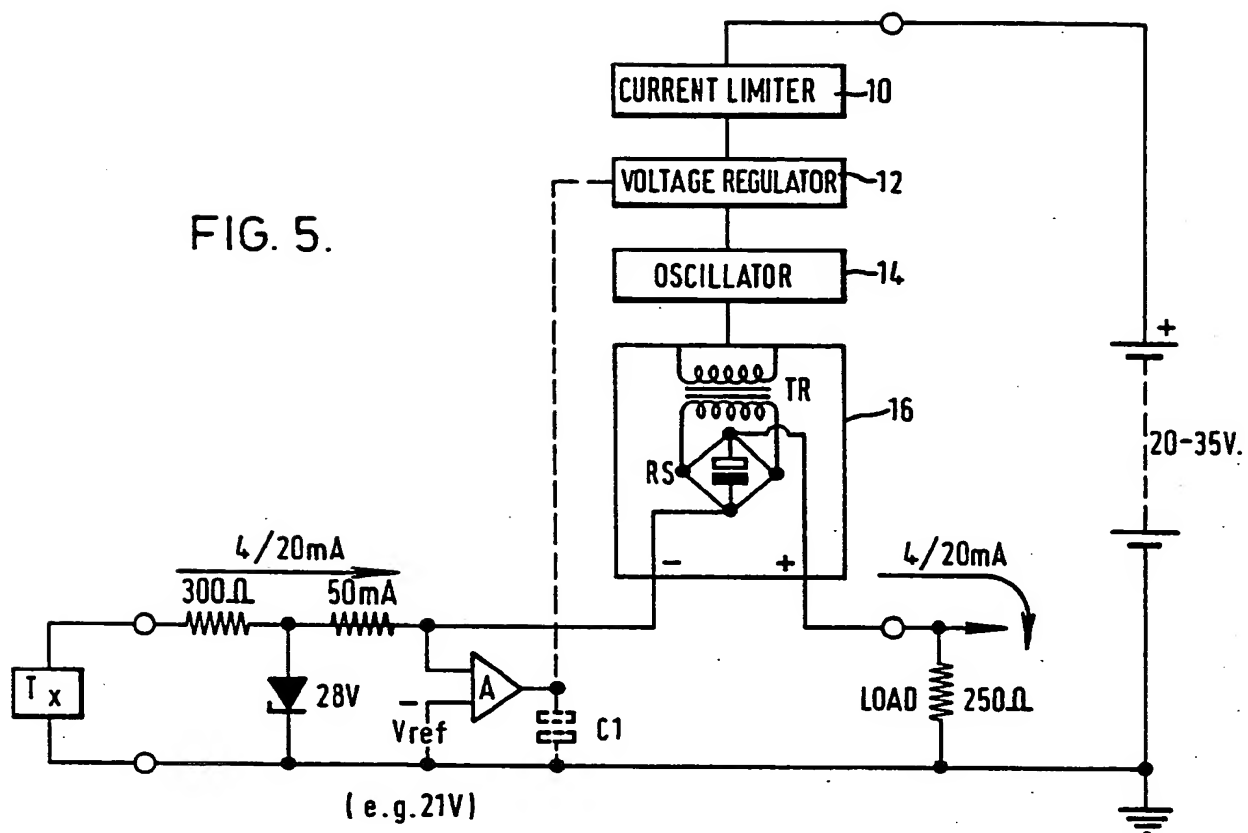 CURRENT LIMITER
10
VOLTAGE REGULATOR
12
FIG. 5.
OSCILLATOR
14
TR
16
+
20-35V.
RS
4/20mA
- +
4/20mA
300Ω
50mA
Tx
28V
A
-
Vref
C1
LOAD 250Ω
(e.g.21V)